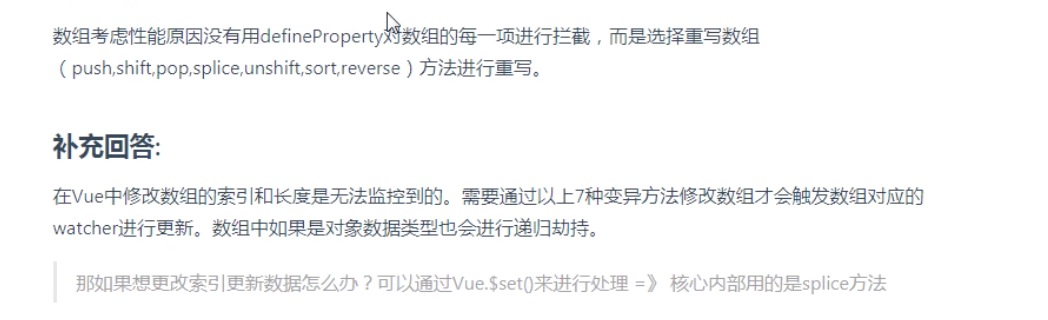 数组考虑性能原因没有用defineProperty对数组的每一项进行拦截，而是选择重写数组
（push,shift,pop,splice,unshift,sort,reverse）方法进行重写。
补充回答:
在Vue中修改数组的索引和长度是无法监控到的。需要通过以上7种变异方法修改数组才会触发数组对应的
watcher进行更新。数组中如果是对象数据类型也会进行递归劫持。
那如果想更改索引更新数据怎么办？可以通过Vue.$set()来进行处理 =》 核心内部用的是splice方法